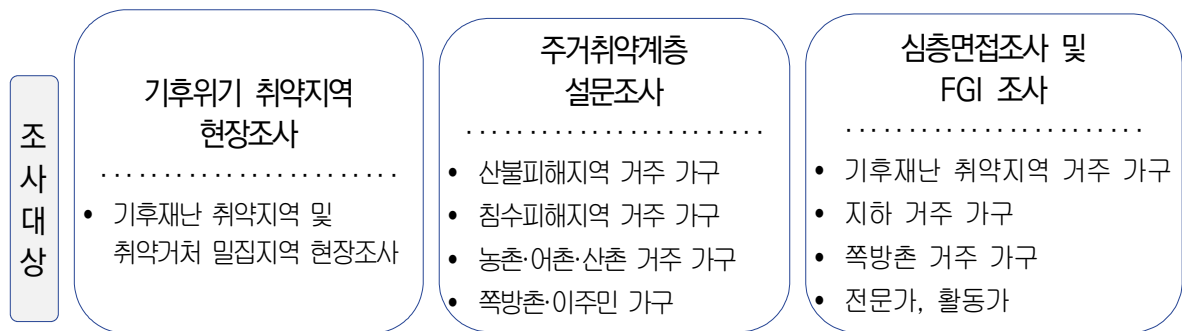 조사대상
기후위기 취약지역
현장조사
• 기후재난 취약지역 및
취약거처 밀집지역 현장조사
주거취약계층
설문조사
• 산불피해지역 거주 가구
• 침수피해지역 거주 가구
• 농촌·어촌·산촌 거주 가구
• 쪽방촌·이주민 가구
심층면접조사 및
FGI 조사
• 기후재난 취약지역 거주 가구
• 지하 거주 가구
• 쪽방촌 거주 가구
• 전문가, 활동가